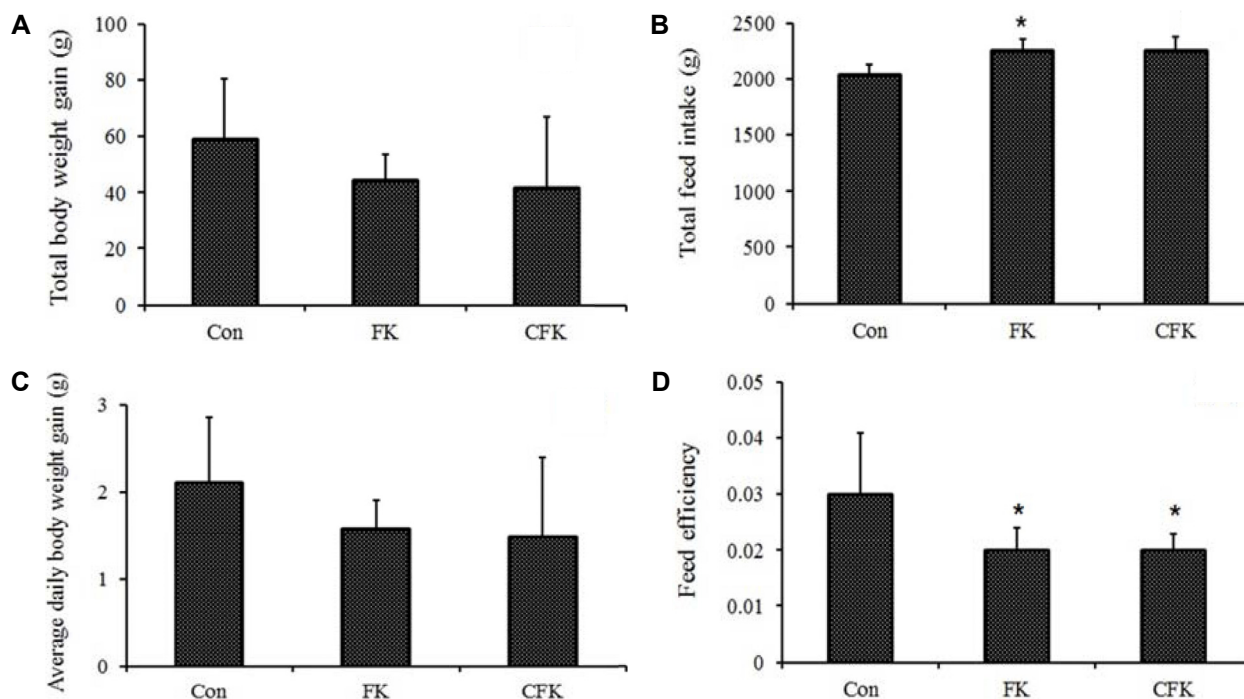 A
Total body weight gain (g)
100
80
60
40
20
0
Con FK CFK
B
Total feed intake (g)
2500
2000
1500
1000
500
0
*
Con FK CFK
C
Average daily body weight gain (g)
3
2
1
0
Con FK CFK
D
Feed efficiency
0.05
0.04
0.03
0.02
0.01
0
* *
Con FK CFK